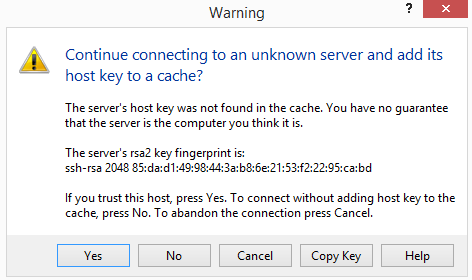 Warning
Continue connecting to an unknown server and add its
host key to a cache?
The server's host key was not found in the cache. You have no guarantee
that the server is the computer you think it is.
The server's rsa2 key fingerprint is:
ssh-rsa 2048 85:da:d1:49:98:44:3a:b8:6e:21:53:f2:22:95:ca:bd
If you trust this host, press Yes. To connect without adding host key to the
cache, press No. To abandon the connection press Cancel.
Yes No Cancel Copy Key Help